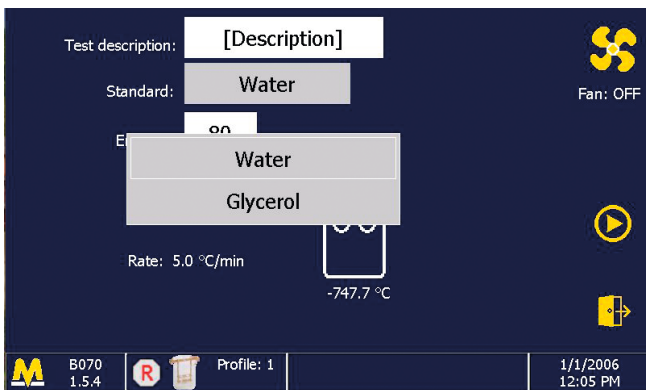 Test description: [Description]
Standard: Water
Fan: OFF
Water
Glycerol
Rate: 5.0 °C/min
-747.7 °C
B070
1.5.4
R
Profile: 1
1/1/2006
12:05 PM